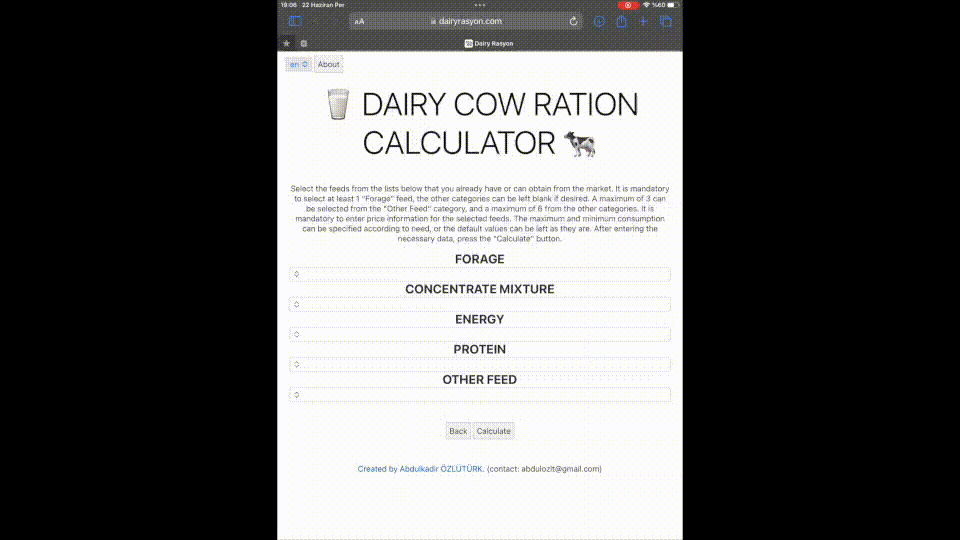 19:06 22 Haziran Per
%60
AA
dairyrasyon.com
Dairy Rasyon
en
About
DAIRY COW RATION
CALCULATOR
Select the feeds from the lists below that you already have or can obtain from the market. It is mandatory
to select at least 1 "Forage" feed, the other categories can be left blank if desired. A maximum of 3 can
be selected from the "Other Feed" category, and a maximum of 6 from the other categories. It is
mandatory to enter price information for the selected feeds. The maximum and minimum consumption
can be specified according to need, or the default values can be left as they are. After entering the
necessary data, press the "Calculate" button.
FORAGE
CONCENTRATE MIXTURE
ENERGY
PROTEIN
OTHER FEED
Back Calculate
Created by Abdulkadir ÖZLÜTÜRK. (contact: abdulozlt@gmail.com)